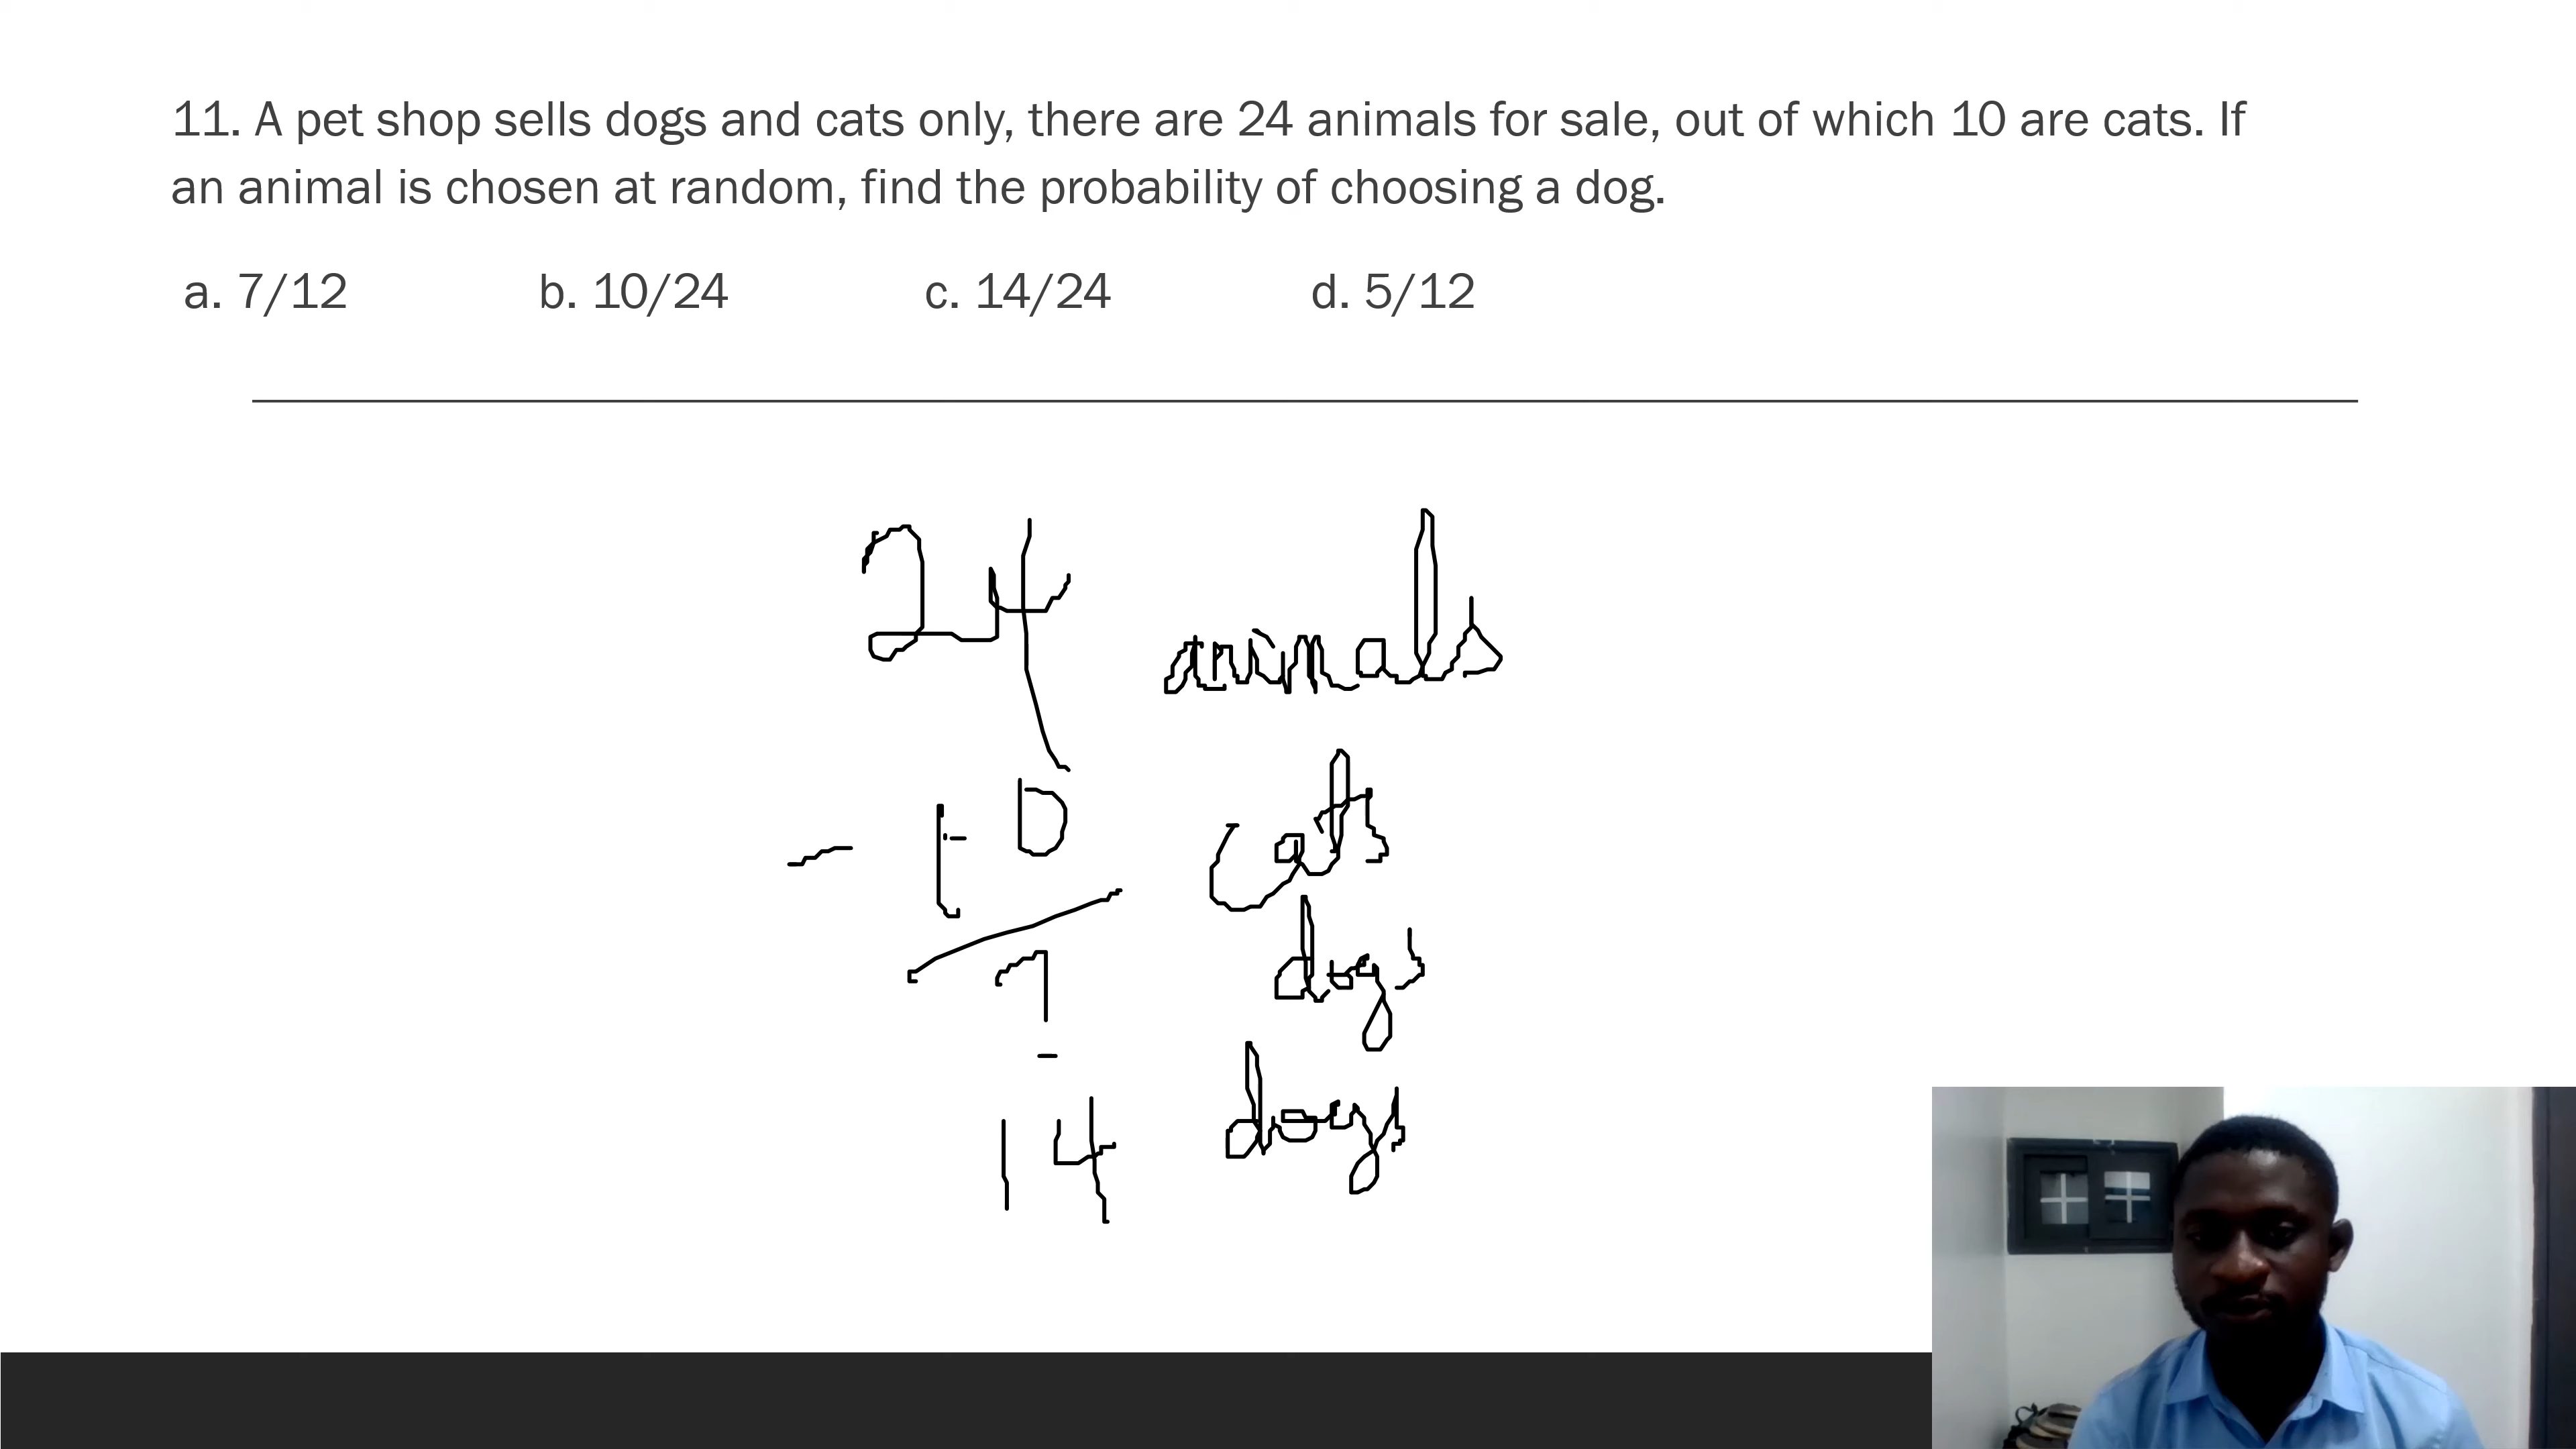 11. A pet shop sells dogs and cats only, there are 24 animals for sale, out of which 10 are cats. If
an animal is chosen at random, find the probability of choosing a dog.
a. 7/12 b. 10/24 c. 14/24 d. 5/12
24 animals
- 10 cats
? dogs
14 dogs